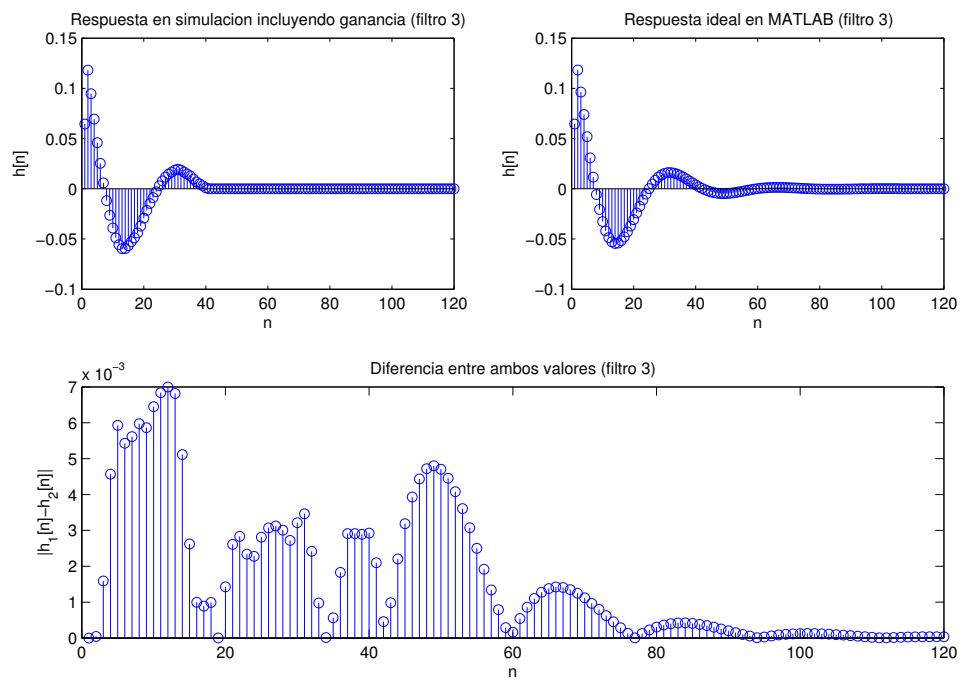 Respuesta en simulacion incluyendo ganancia (filtro 3)
0.15
0.1
0.05
0
−0.05
−0.1
h[n]
0 20 40 60 80 100 120
n
Respuesta ideal en MATLAB (filtro 3)
0.15
0.1
0.05
0
−0.05
−0.1
h[n]
0 20 40 60 80 100 120
n
Diferencia entre ambos valores (filtro 3)
x 10⁻³
7
6
5
4
3
2
1
0
|h₁[n]−h₂[n]|
0 20 40 60 80 100 120
n